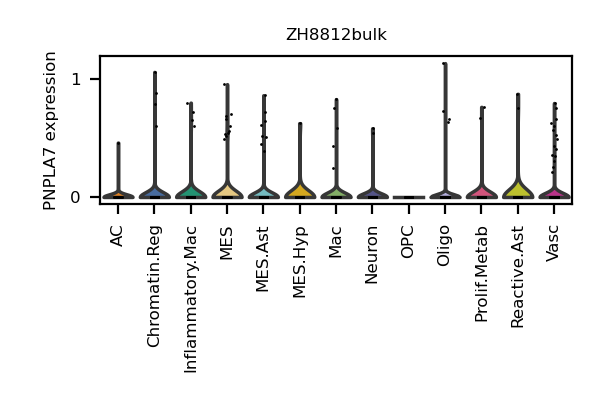 ZH8812bulk
PNPLA7 expression
1
0
AC
Chromatin.Reg
Inflammatory.Mac
MES
MES.Ast
MES.Hyp
Mac
Neuron
OPC
Oligo
Prolif.Metab
Reactive.Ast
Vasc